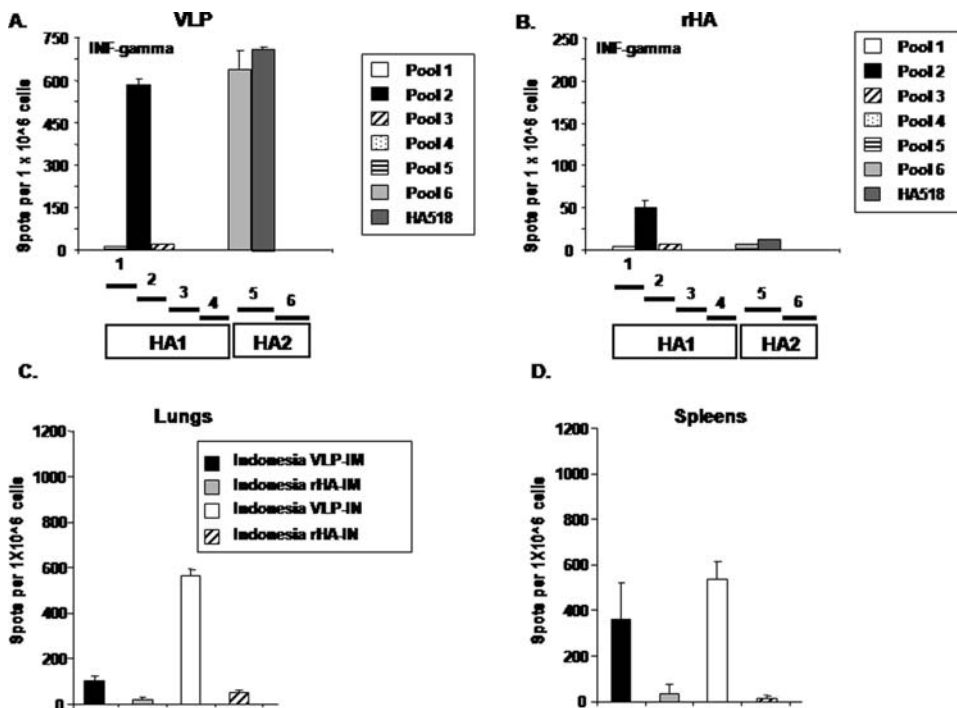 A.
VLP
INF-gamma
Spots per 1 x 10^6 cells
750
600
450
300
150
0
Pool 1
Pool 2
Pool 3
Pool 4
Pool 5
Pool 6
HA518
1
2
3
4
5
6
HA1
HA2
B.
rHA
INF-gamma
Spots per 1 x 10^6 cells
250
200
150
100
50
0
Pool 1
Pool 2
Pool 3
Pool 4
Pool 5
Pool 6
HA518
1
2
3
4
5
6
HA1
HA2
C.
Lungs
Spots per 1X10^6 cells
1200
1000
800
600
400
200
0
Indonesia VLP-IM
Indonesia rHA-IM
Indonesia VLP-IN
Indonesia rHA-IN
D.
Spleens
Spots per 1X10^6 cells
1200
1000
800
600
400
200
0